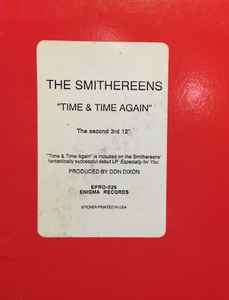 THE SMITHEREENS
"TIME & TIME AGAIN"
The second 3rd 12".
"Time & Time Again" is included on the Smithereens'
fantastically successful debut LP Especially for You.
PRODUCED BY DON DIXON
EPRO-026
ENIGMA RECORDS
STICKER PRINTED IN USA